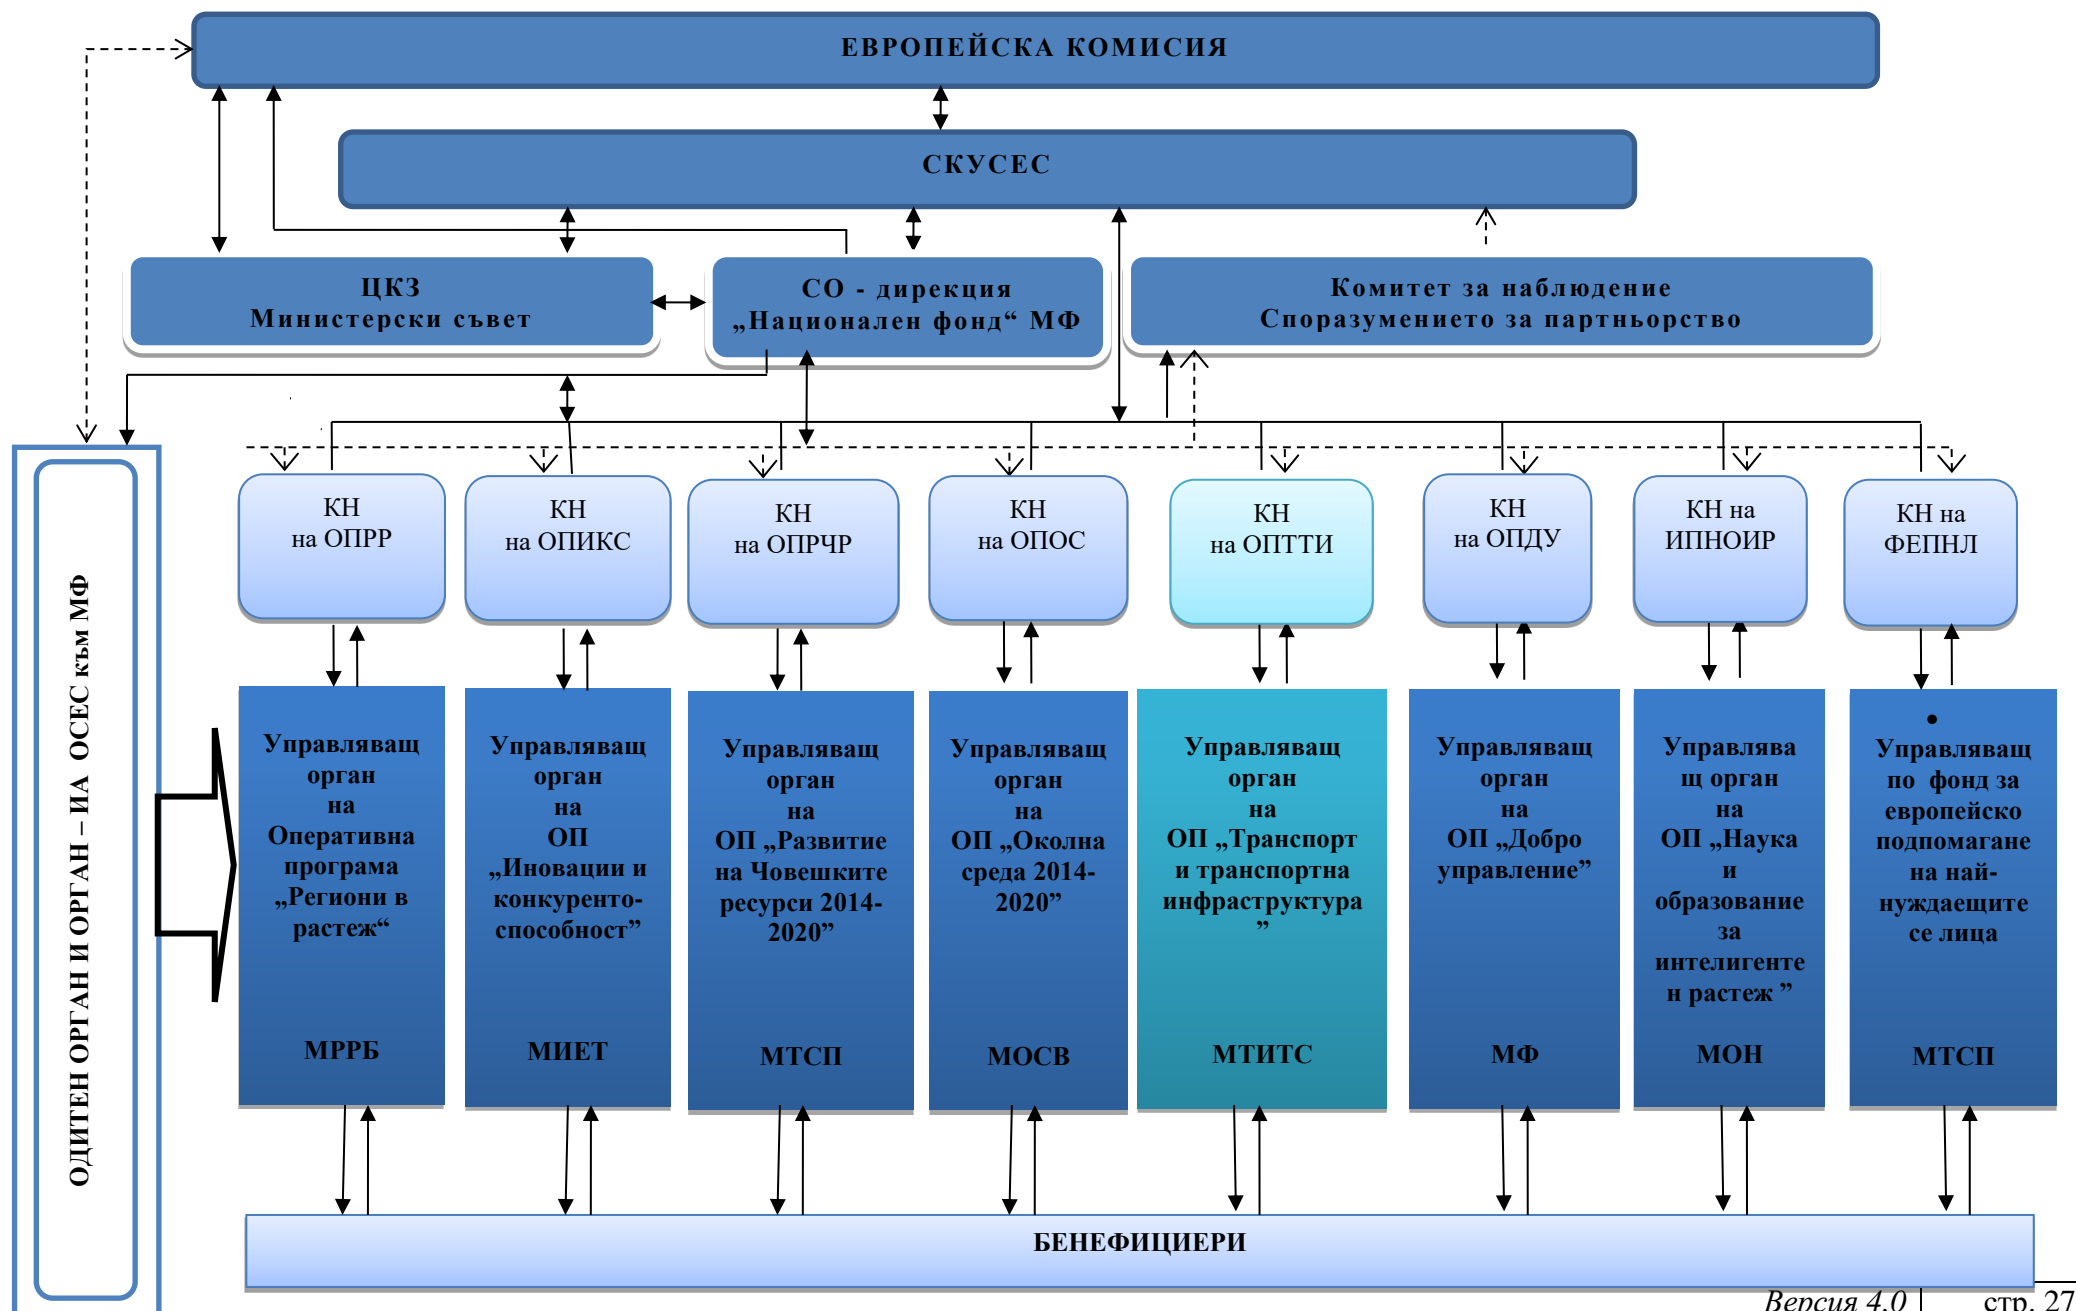 ЕВРОПЕЙСКА КОМИСИЯ
СКУСЕС
ЦКЗ
Министерски съвет
СО - дирекция
„Национален фонд“ МФ
Комитет за наблюдение
Споразумението за партньорство
ОДИТЕН ОРГАН И ОРГАН – ИА ОСЕС към МФ
КН
на ОПРР
КН
на ОПИКС
КН
на ОПРЧР
КН
на ОПОС
КН
на ОПТТИ
КН
на ОПДУ
КН на
ИПНОИР
КН на
ФЕПНЛ
Управляващ
орган
на
Оперативна
програма
„Региони в
растеж“
МРРБ
Управляващ
орган
на
ОП
„Иновации и
конкуренто-
способност”
МИЕТ
Управляващ
орган
на
ОП „Развитие
на Човешките
ресурси 2014-
2020”
МТСП
Управляващ
орган
на
ОП „Околна
среда 2014-
2020”
МОСВ
Управляващ
орган
на
ОП „Транспорт
и транспортна
инфраструктура
”
МТИТС
Управляващ
орган
на
ОП „Добро
управление”
МФ
Управлява
щ орган
на
ОП „Наука
и
образование
за
интелигенте
н растеж ”
МОН
•
Управляващ
по фонд за
европейско
подпомагане
на най-
нуждаещите
се лица
МТСП
БЕНЕФИЦИЕРИ
Версия 4.0 стр. 27